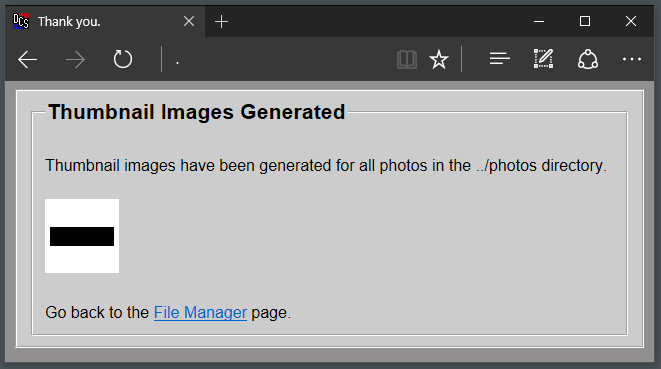 DCS
Thank you.
.
Thumbnail Images Generated
Thumbnail images have been generated for all photos in the ../photos directory.
Go back to the File Manager page.